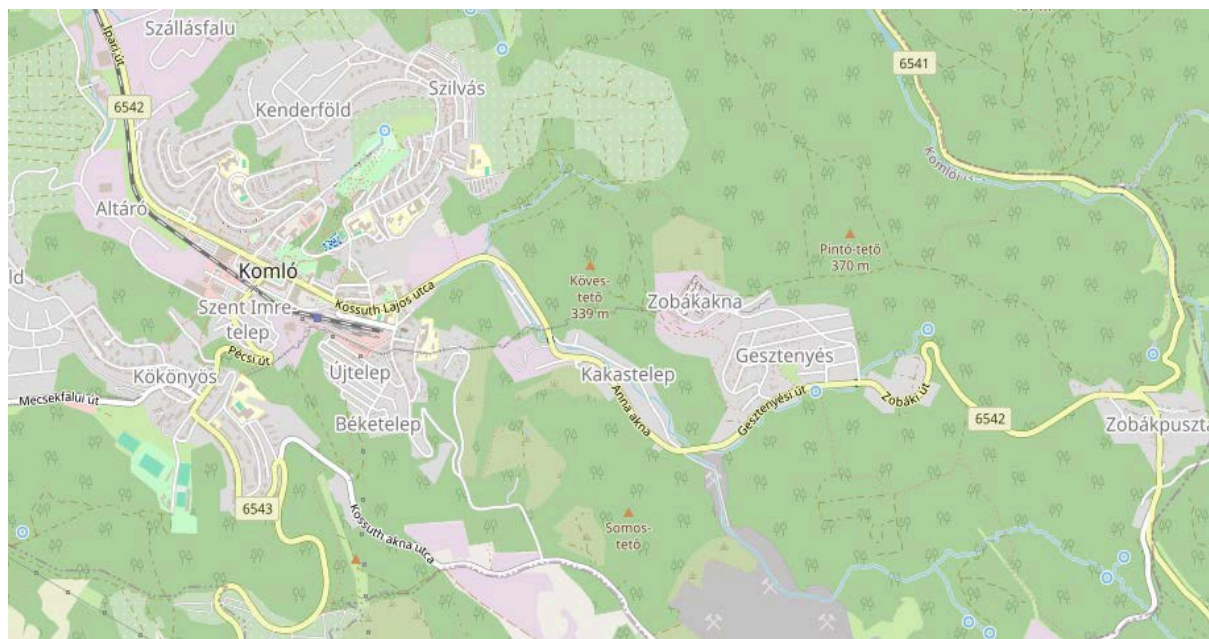 Szállásfalu
Ipari út
6541
6542
Szilvás
Kenderföld
Altáró
Komlói
Pintó-tető
370 m
Komló
Köves-
tető
339 m
Zobákakna
Kossuth Lajos utca
Szent Imre
telep
Gesztenyés
Pécsi út
Kökönyös
Újtelep
Kakastelep
Mecsekfalui út
Anna akna
Gesztenyési út
Zobáki út
6542
Béketelep
Zobákpuszta
6543
Kossuth akna utca
Somos-
tető